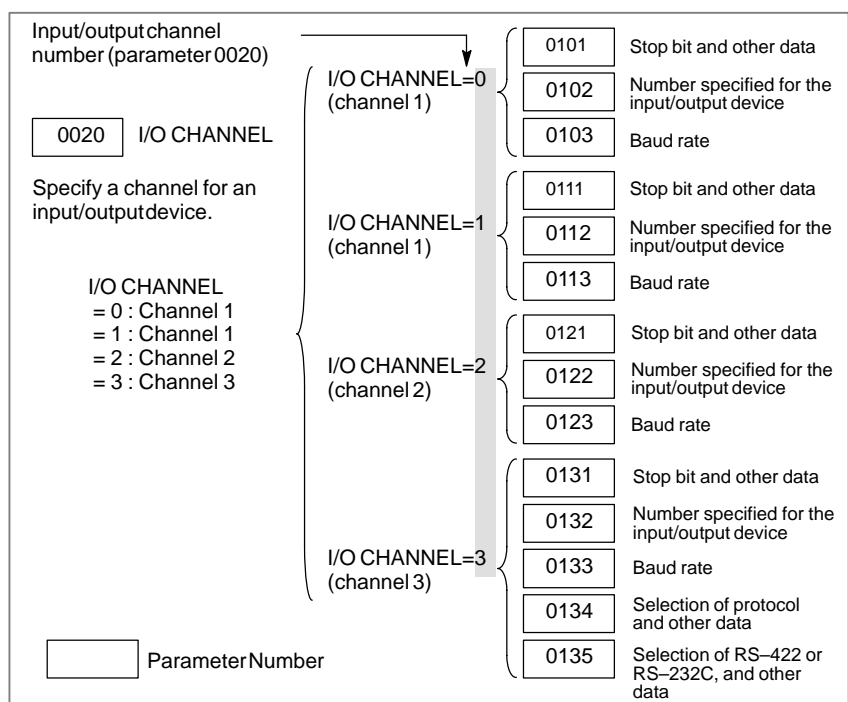 Input/output channel
number (parameter 0020)
0020 I/O CHANNEL
Specify a channel for an
input/output device.
I/O CHANNEL
= 0 : Channel 1
= 1 : Channel 1
= 2 : Channel 2
= 3 : Channel 3
I/O CHANNEL=0
(channel 1)
0101 Stop bit and other data
0102 Number specified for the
input/output device
0103 Baud rate
I/O CHANNEL=1
(channel 1)
0111 Stop bit and other data
0112 Number specified for the
input/output device
0113 Baud rate
I/O CHANNEL=2
(channel 2)
0121 Stop bit and other data
0122 Number specified for the
input/output device
0123 Baud rate
I/O CHANNEL=3
(channel 3)
0131 Stop bit and other data
0132 Number specified for the
input/output device
0133 Baud rate
0134 Selection of protocol
and other data
0135 Selection of RS–422 or
RS–232C, and other
data
Parameter Number